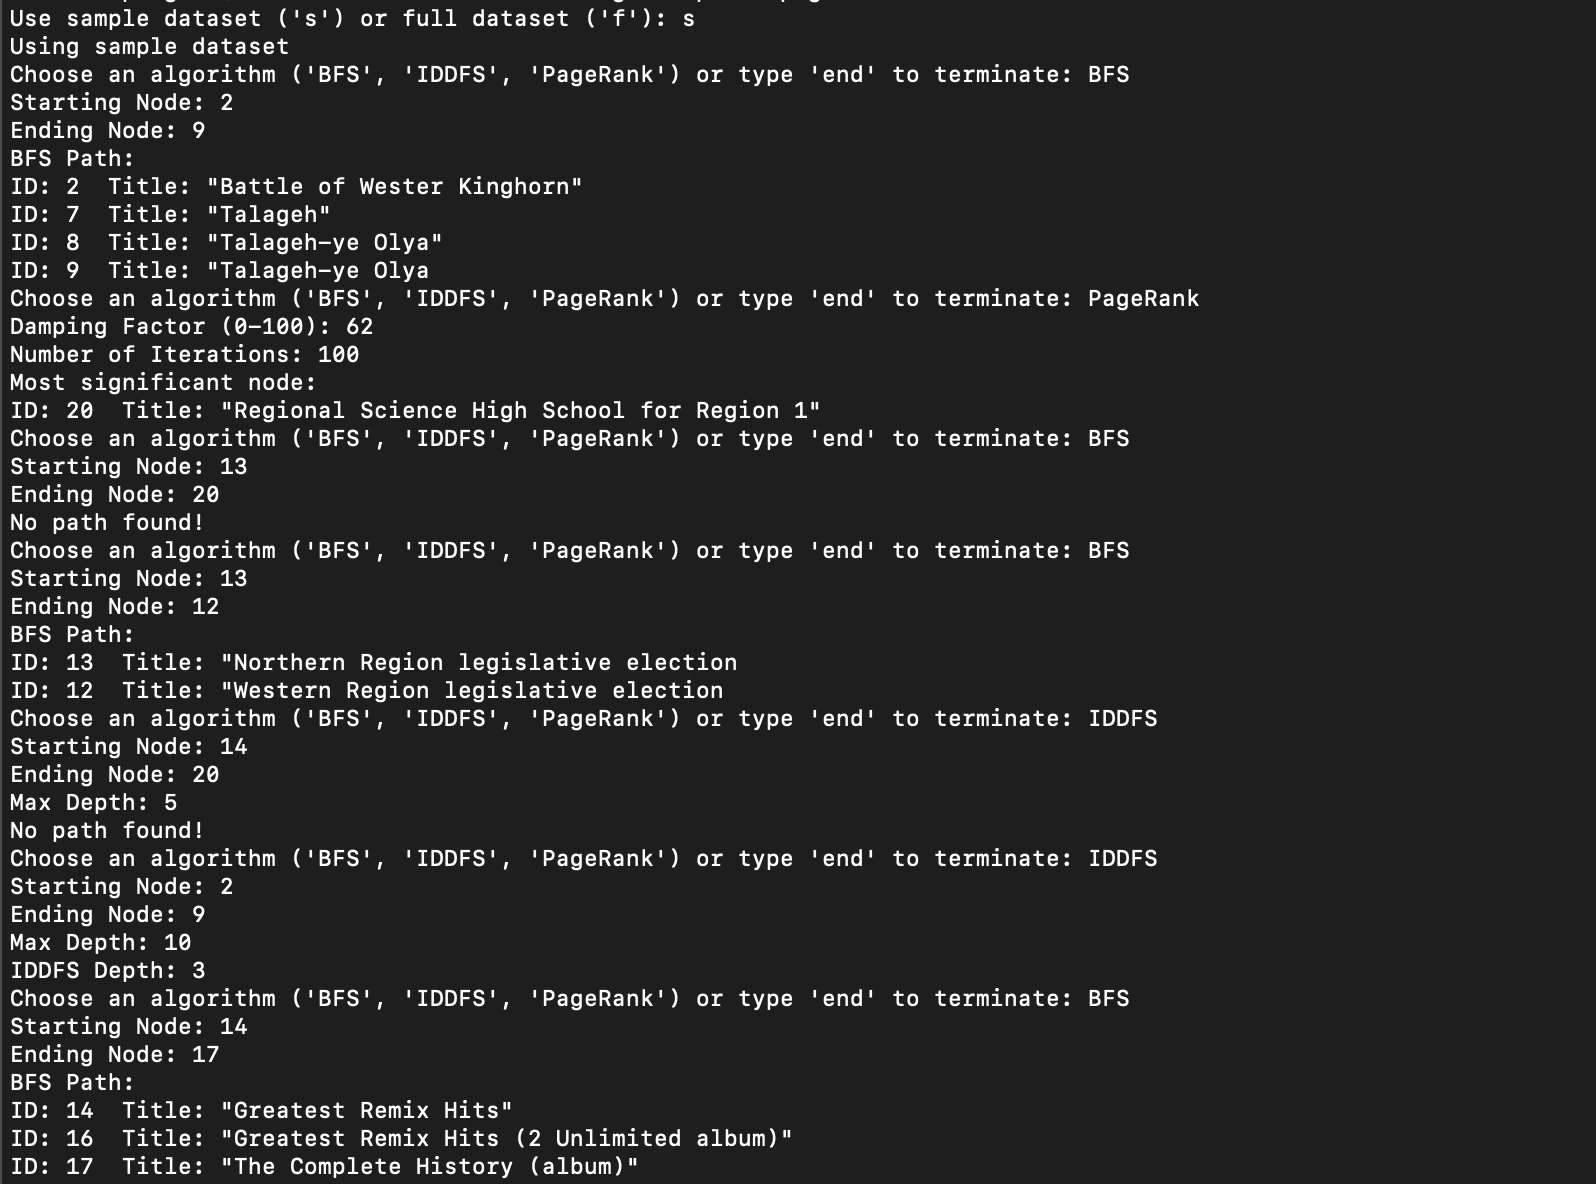 Use sample dataset ('s') or full dataset ('f'): s
Using sample dataset
Choose an algorithm ('BFS', 'IDDFS', 'PageRank') or type 'end' to terminate: BFS
Starting Node: 2
Ending Node: 9
BFS Path:
ID: 2  Title: "Battle of Wester Kinghorn"
ID: 7  Title: "Talageh"
ID: 8  Title: "Talageh-ye Olya"
ID: 9  Title: "Talageh-ye Olya
Choose an algorithm ('BFS', 'IDDFS', 'PageRank') or type 'end' to terminate: PageRank
Damping Factor (0-100): 62
Number of Iterations: 100
Most significant node:
ID: 20  Title: "Regional Science High School for Region 1"
Choose an algorithm ('BFS', 'IDDFS', 'PageRank') or type 'end' to terminate: BFS
Starting Node: 13
Ending Node: 20
No path found!
Choose an algorithm ('BFS', 'IDDFS', 'PageRank') or type 'end' to terminate: BFS
Starting Node: 13
Ending Node: 12
BFS Path:
ID: 13  Title: "Northern Region legislative election
ID: 12  Title: "Western Region legislative election
Choose an algorithm ('BFS', 'IDDFS', 'PageRank') or type 'end' to terminate: IDDFS
Starting Node: 14
Ending Node: 20
Max Depth: 5
No path found!
Choose an algorithm ('BFS', 'IDDFS', 'PageRank') or type 'end' to terminate: IDDFS
Starting Node: 2
Ending Node: 9
Max Depth: 10
IDDFS Depth: 3
Choose an algorithm ('BFS', 'IDDFS', 'PageRank') or type 'end' to terminate: BFS
Starting Node: 14
Ending Node: 17
BFS Path:
ID: 14  Title: "Greatest Remix Hits"
ID: 16  Title: "Greatest Remix Hits (2 Unlimited album)"
ID: 17  Title: "The Complete History (album)"